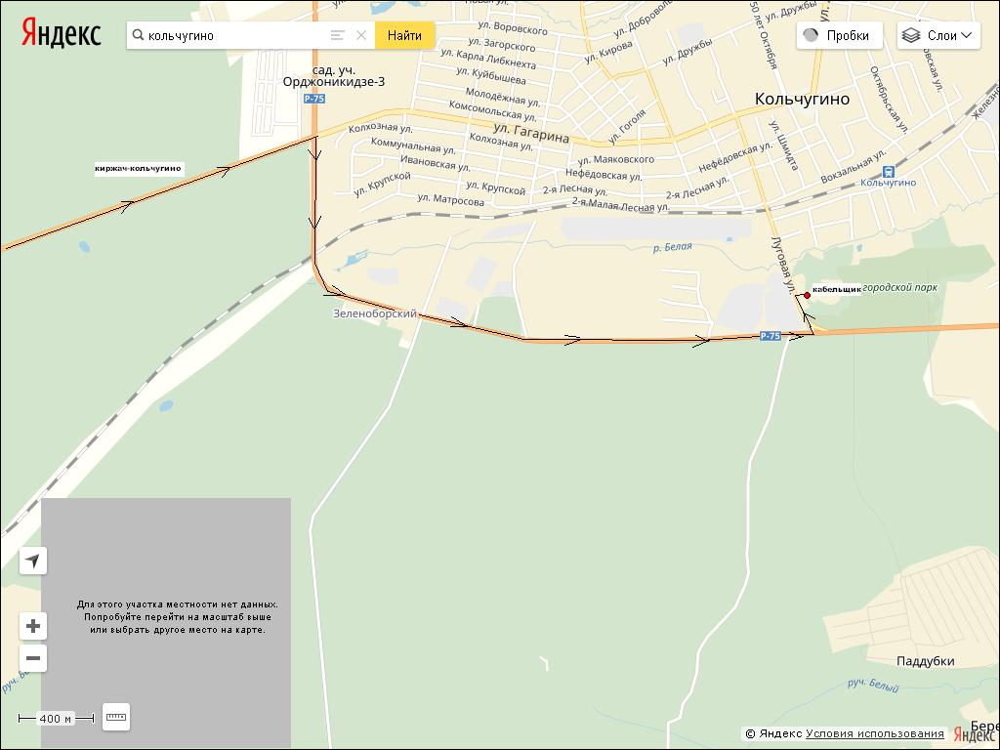 Яндекс
кольчугино
Найти
Пробки
Слои
ул. Воровского
ул. Загорского
ул. Карла Либкнехта
ул. Куйбышева
ул. Кирова
ул. Дружбы
ул. Дружбы
50 лет Октября
сад. уч.
Орджоникидзе-3
Р-75
Молодёжная ул.
Комсомольская ул.
ул. Гоголя
Кольчугино
Октябрьская ул.
Колхозная ул.
ул. Гагарина
Колхозная ул.
Коммунальная ул.
Ивановская ул.
ул. Маяковского
Нефёдовская ул.
Нефёдовская ул.
ул. Шмидта
Вокзальная ул.
Кольчугино
киржач-кольчугино
ул. Крупской
ул. Крупской
2-я Лесная ул.
2-я Лесная ул.
ул. Матросова
2-я Малая Лесная ул.
р. Белая
Луговая ул.
кабельщик
городской парк
Зеленоборский
Р-75
Для этого участка местности нет данных.
Попробуйте перейти на масштаб выше
или выбрать другое место на карте.
Паддубки
руч. Белый
400 м
© Яндекс Условия использования
Яндекс